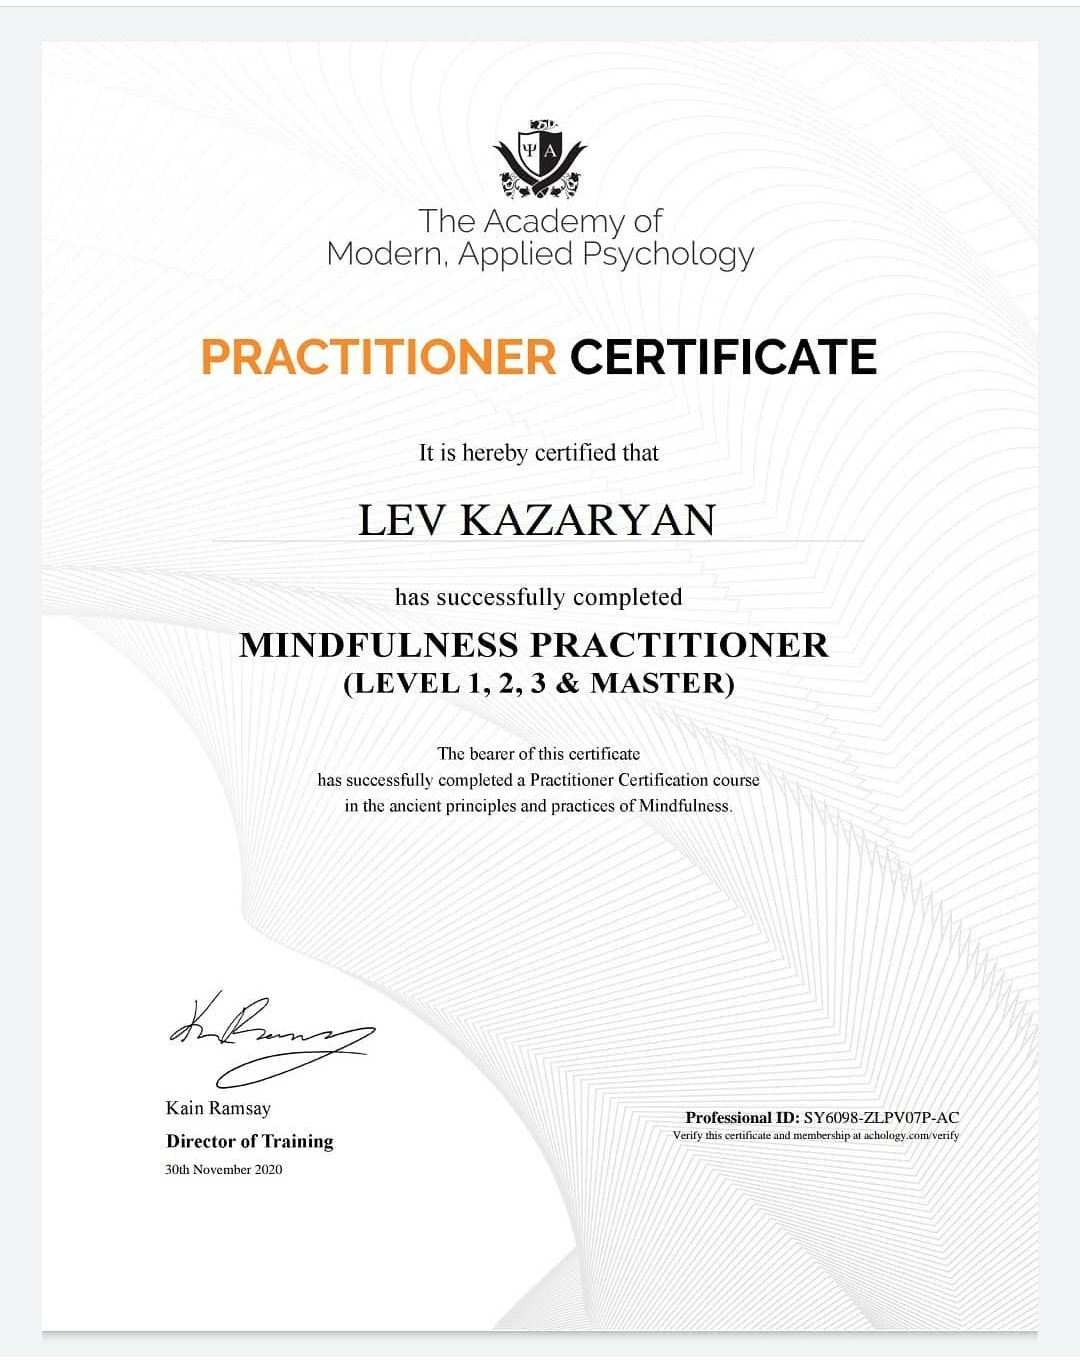 Ψ A
The Academy of
Modern, Applied Psychology
PRACTITIONER CERTIFICATE
It is hereby certified that
LEV KAZARYAN
has successfully completed
MINDFULNESS PRACTITIONER
(LEVEL 1, 2, 3 & MASTER)
The bearer of this certificate
has successfully completed a Practitioner Certification course
in the ancient principles and practices of Mindfulness.
Kain Ramsay
Director of Training
30th November 2020
Professional ID: SY6098-ZLPV07P-AC
Verify this certificate and membership at achology.com/verify